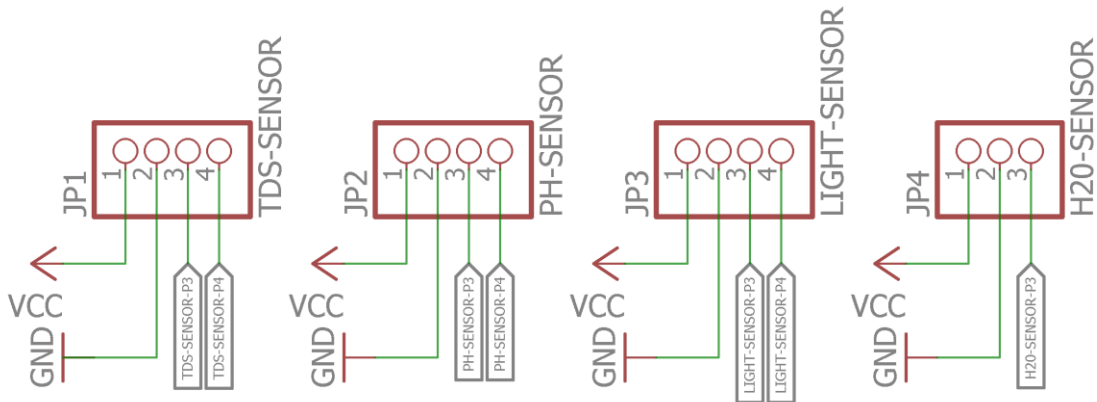 JP1
1
2
3
4
TDS-SENSOR
VCC
GND
TDS-SENSOR-P3
TDS-SENSOR-P4
JP2
1
2
3
4
PH-SENSOR
VCC
GND
PH-SENSOR-P3
PH-SENSOR-P4
JP3
1
2
3
4
LIGHT-SENSOR
VCC
GND
LIGHT-SENSOR-P3
LIGHT-SENSOR-P4
JP4
1
2
3
H20-SENSOR
VCC
GND
H20-SENSOR-P3